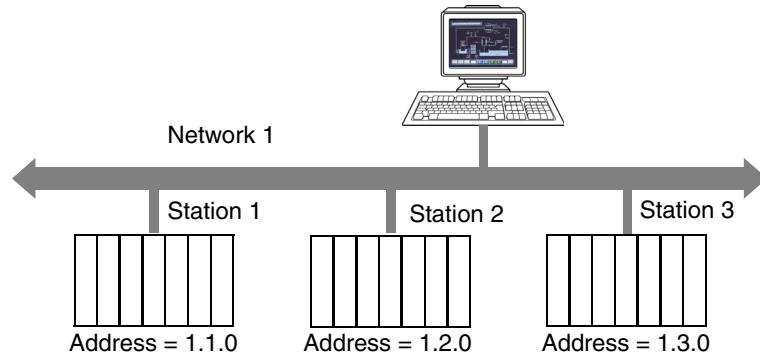 Network 1
Station 1
Station 2
Station 3
Address = 1.1.0
Address = 1.2.0
Address = 1.3.0